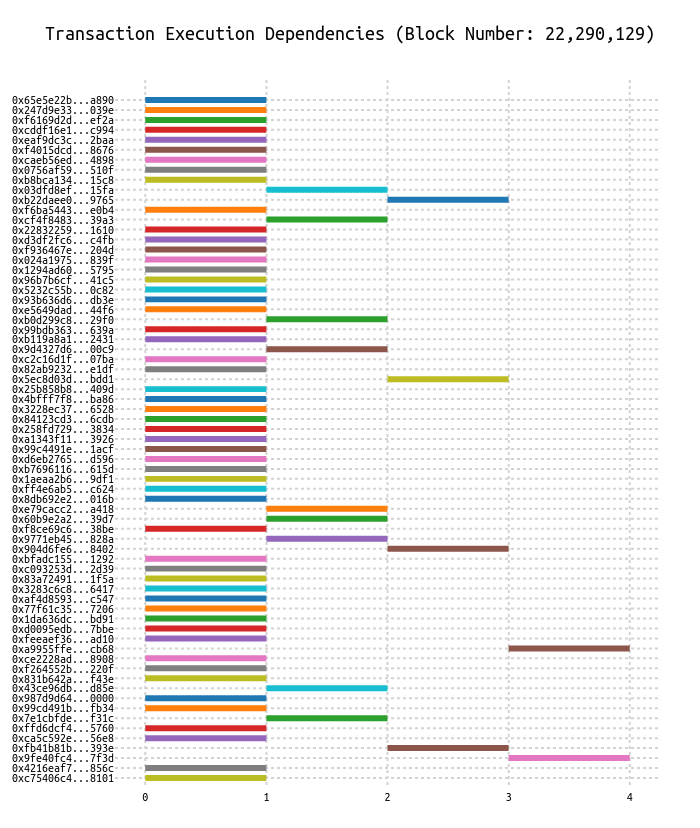 Transaction Execution Dependencies (Block Number: 22,290,129)
0x65e5e22b...a890
0x247d9e33...039e
0xf6169d2d...ef2a
0xcddf16e1...c994
0xeaf9dc3c...2baa
0xf4015dcd...8676
0xcaeb56ed...4898
0x0756af59...510f
0xb8bca134...15c8
0x03dfd8ef...15fa
0xb22daee0...9765
0xf6ba5443...e0b4
0xcf4f8483...39a3
0x22832259...1610
0xd3df2fc6...c4fb
0xf936467e...204d
0x024a1975...839f
0x1294ad60...5795
0x96b7b6cf...41c5
0x5232c55b...0c82
0x93b636d6...db3e
0xe5649dad...44f6
0xb0d299c8...29f0
0x99bdb363...639a
0xb119a8a1...2431
0x9d4327d6...00c9
0xc2c16d1f...07ba
0x82ab9232...e1df
0x5ec8d03d...bdd1
0x25b858b8...409d
0x4bfff7f8...ba86
0x3228ec37...6528
0x84123cd3...6cdb
0x258fd729...3834
0xa1343f11...3926
0x99c4491e...1acf
0xd6eb2765...d596
0xb7696116...615d
0x1aeaa2b6...9df1
0xff4e6ab5...c624
0x8db692e2...016b
0xe79cacc2...a418
0x60b9e2a2...39d7
0xf8ce69c6...38be
0x9771eb45...828a
0x904d6fe6...8402
0xbfadc155...1292
0xc093253d...2d39
0x83a72491...1f5a
0x3283c6c8...6417
0xaf4d8593...c547
0x77f61c35...7206
0x1da636dc...bd91
0xd0095edb...7bbe
0xfeeaef36...ad10
0xa9955ffe...cb68
0xce2228ad...8908
0xf264552b...220f
0x831b642a...f43e
0x43ce96db...d85e
0x987d9d64...0000
0x99cd491b...fb34
0x7e1cbfde...f31c
0xffd6dcf4...5760
0xca5c592e...56e8
0xfb41b81b...393e
0x9fe40fc4...7f3d
0x4216eaf7...856c
0xc75406c4...8101
0 1 2 3 4